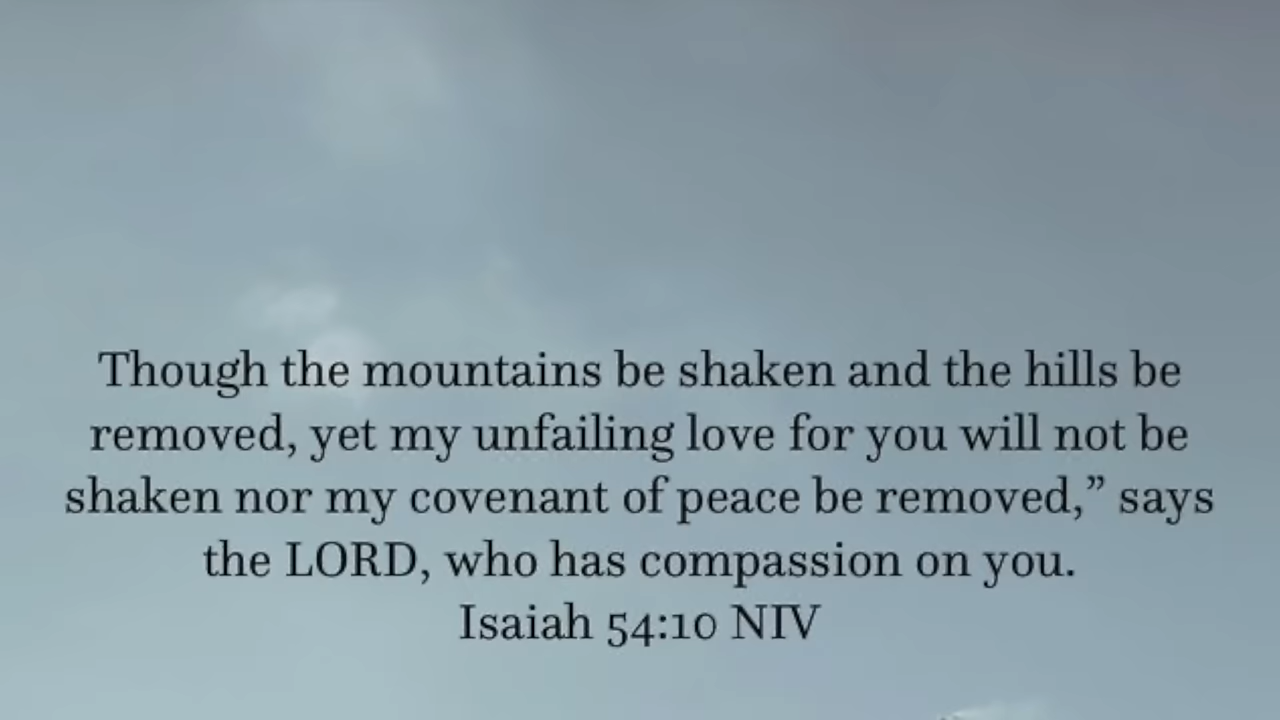 Though the mountains be shaken and the hills be
removed, yet my unfailing love for you will not be
shaken nor my covenant of peace be removed,” says
the LORD, who has compassion on you.
Isaiah 54:10 NIV